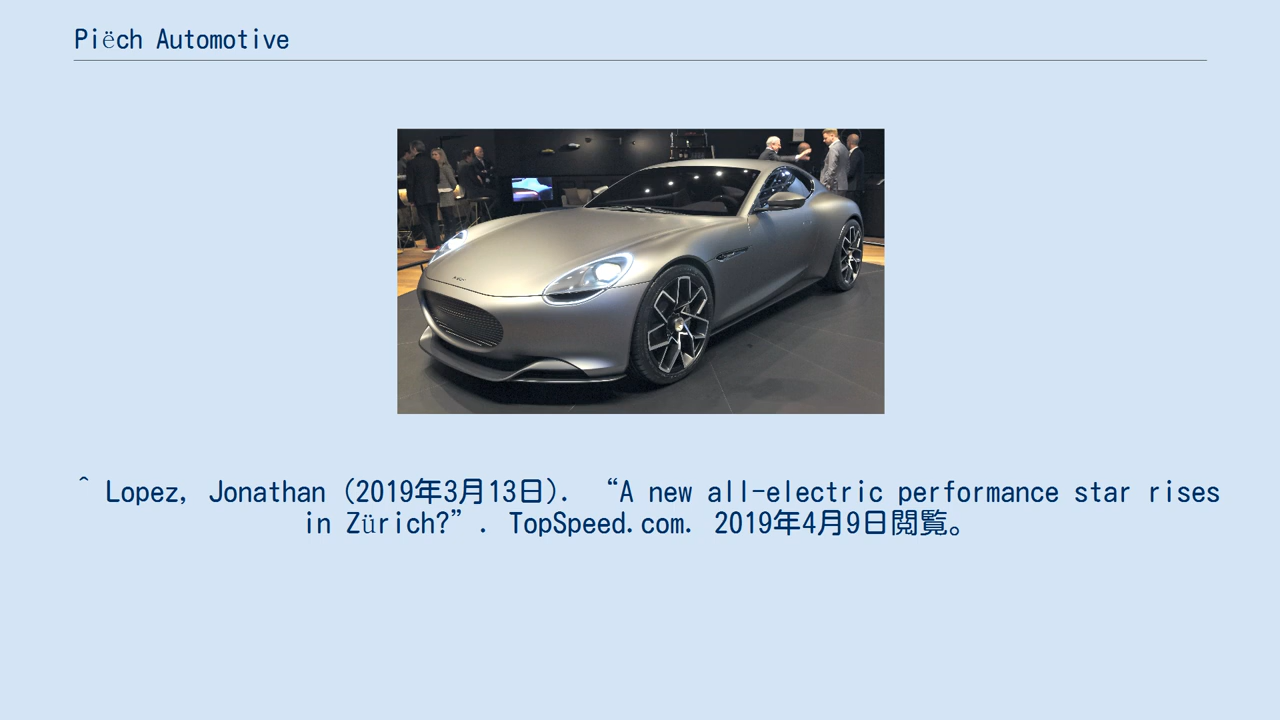 Piëch Automotive
^ Lopez, Jonathan (2019年3月13日). “A new all-electric performance star rises
in Zürich?”. TopSpeed.com. 2019年4月9日閲覧。